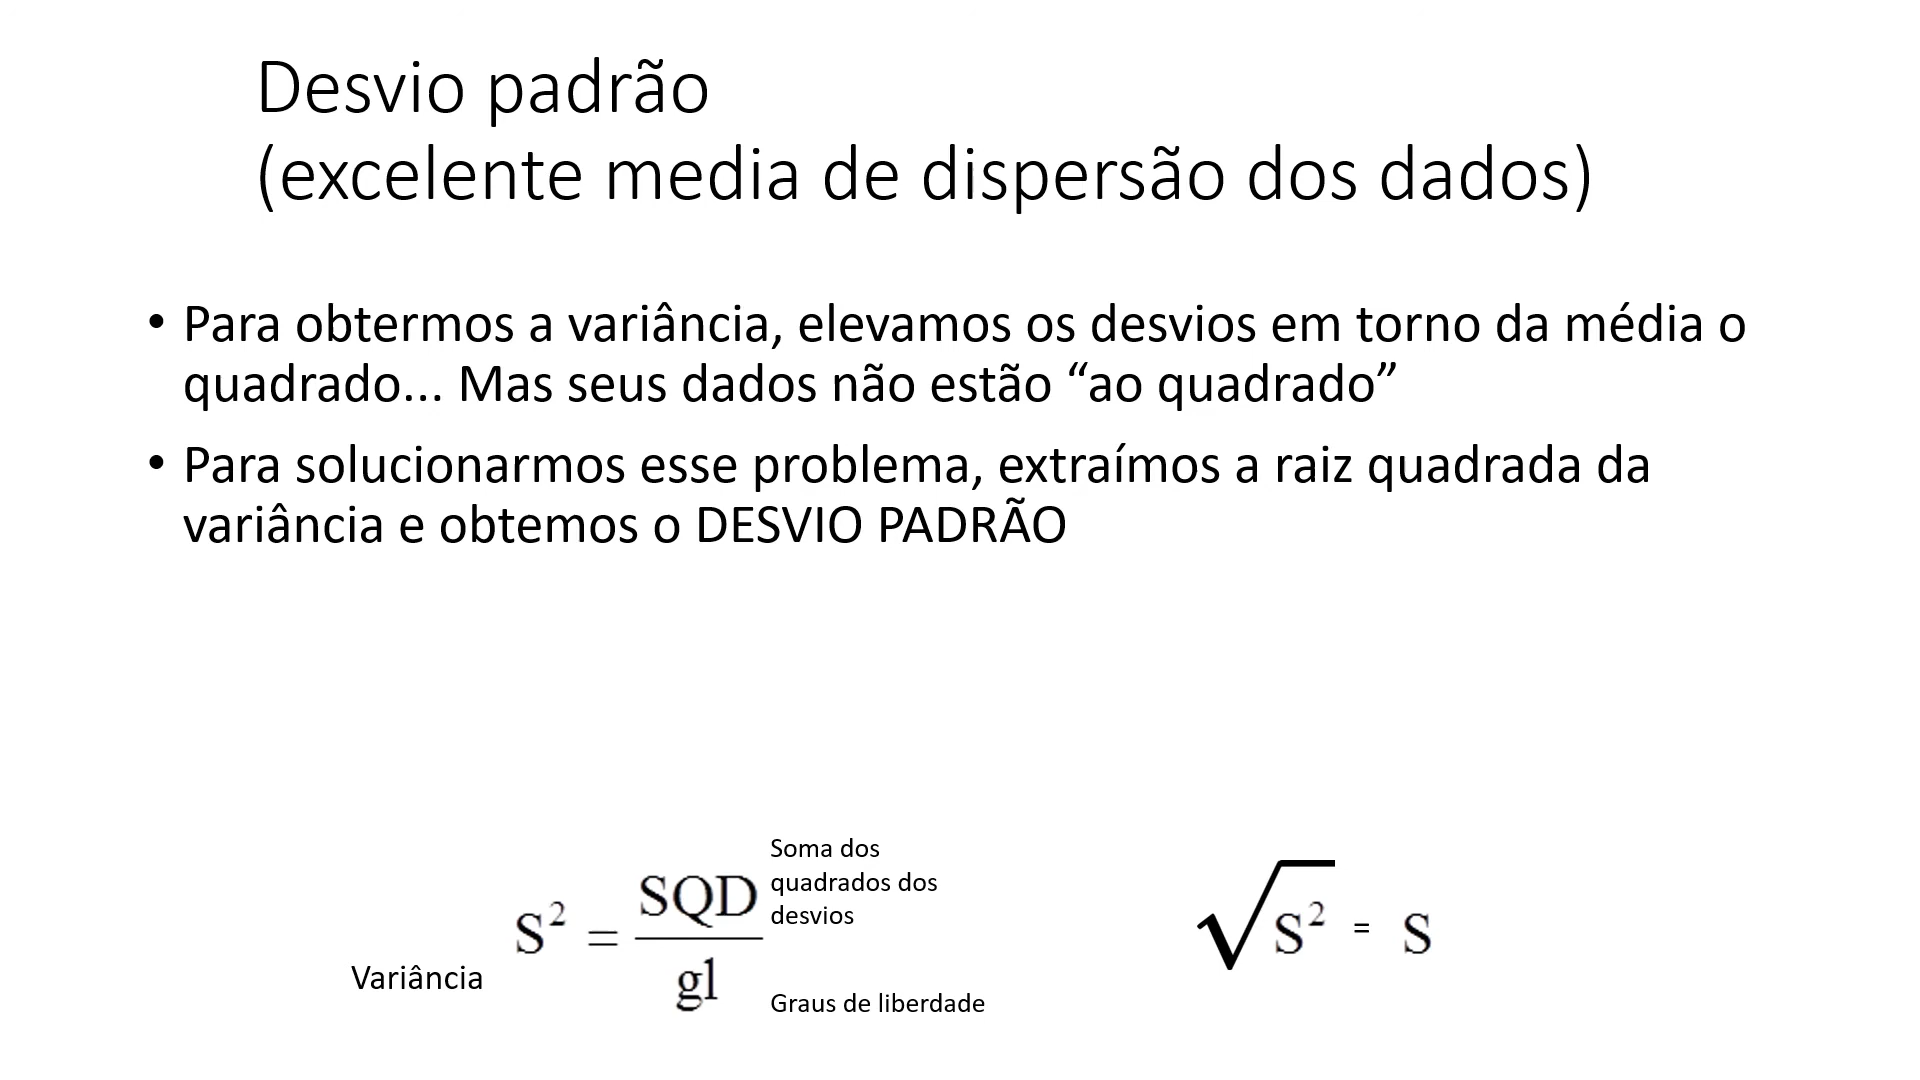 Desvio padrão
(excelente media de dispersão dos dados)
• Para obtermos a variância, elevamos os desvios em torno da média o
quadrado... Mas seus dados não estão “ao quadrado”
• Para solucionarmos esse problema, extraímos a raiz quadrada da
variância e obtemos o DESVIO PADRÃO
Variância
S² = SQD / gl
Soma dos
quadrados dos
desvios
Graus de liberdade
√S² = S